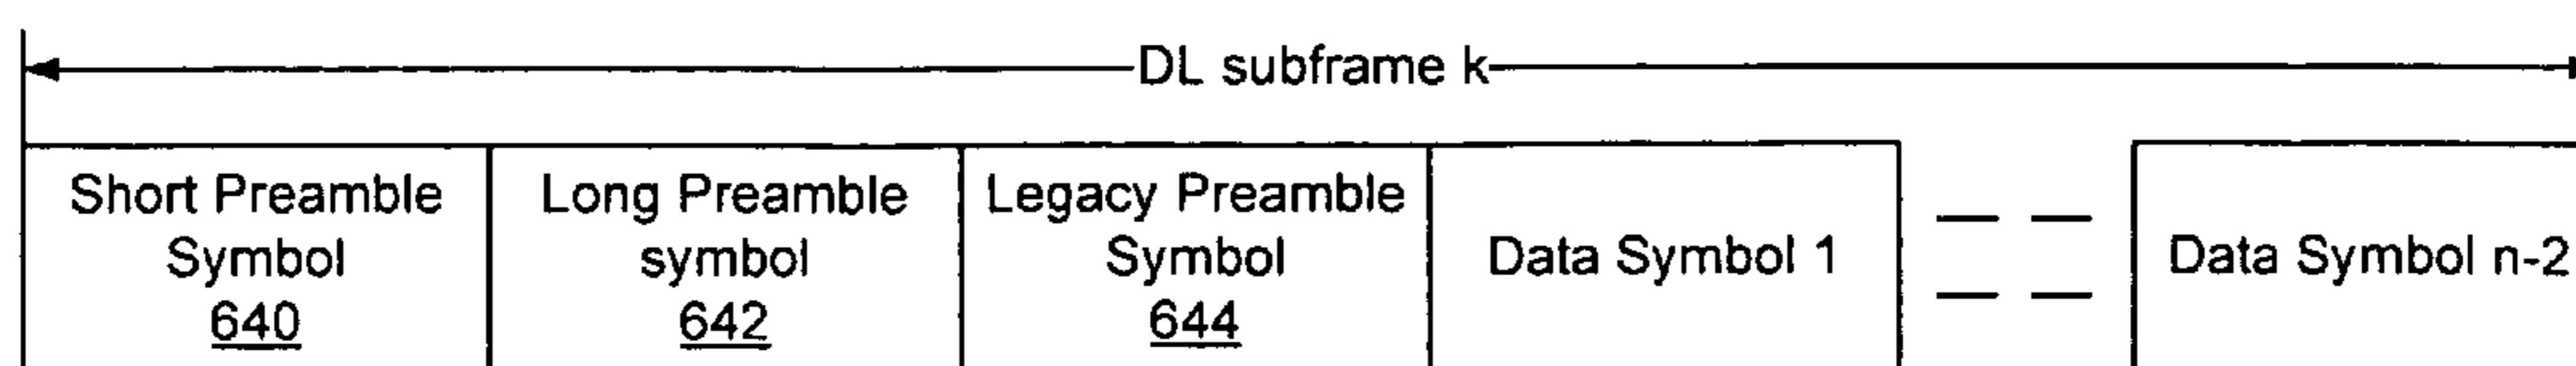 DL subframe k
Short Preamble
Symbol
640
Long Preamble
symbol
642
Legacy Preamble
Symbol
644
Data Symbol 1
Data Symbol n-2